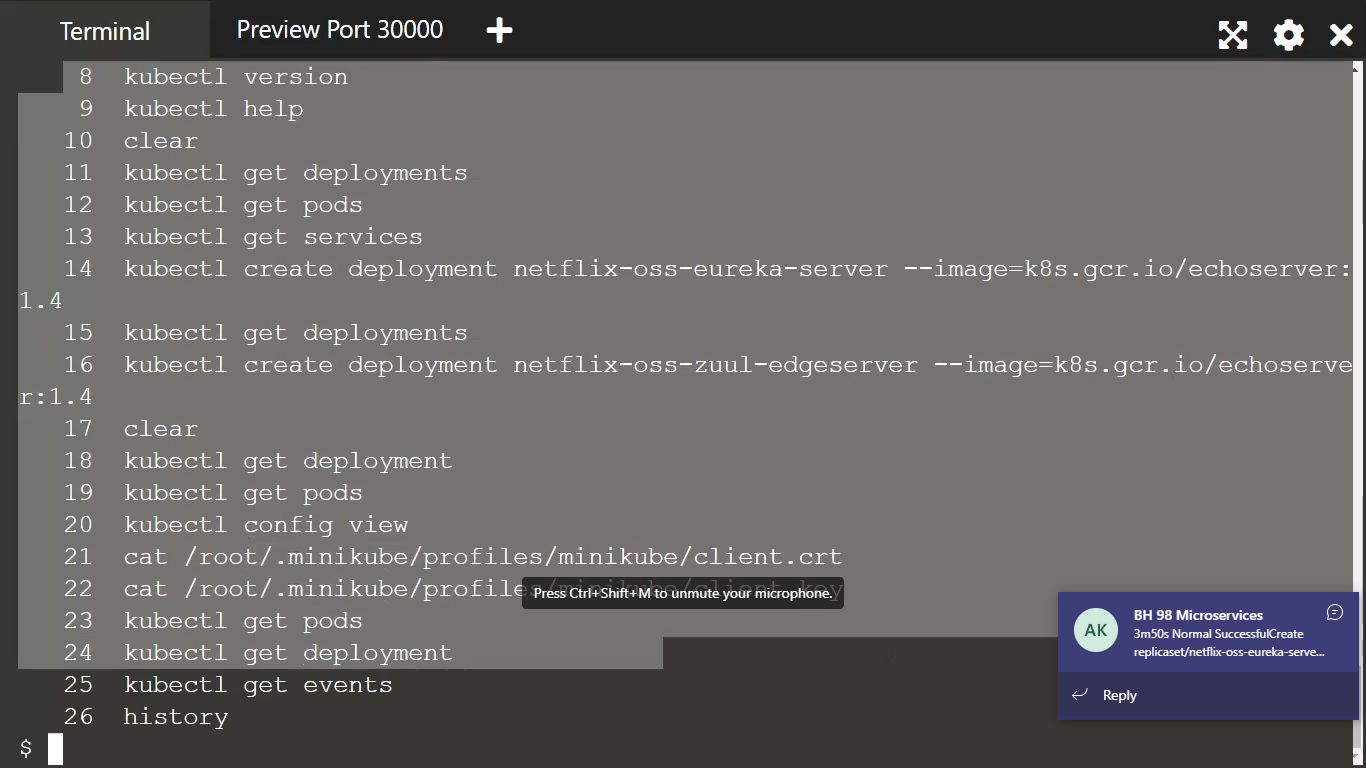 Terminal
Preview Port 30000
8 kubectl version
9 kubectl help
10 clear
11 kubectl get deployments
12 kubectl get pods
13 kubectl get services
14 kubectl create deployment netflix-oss-eureka-server --image=k8s.gcr.io/echoserver:
1.4
15 kubectl get deployments
16 kubectl create deployment netflix-oss-zuul-edgeserver --image=k8s.gcr.io/echoserve
r:1.4
17 clear
18 kubectl get deployment
19 kubectl get pods
20 kubectl config view
21 cat /root/.minikube/profiles/minikube/client.crt
22 cat /root/.minikube/profiles/minikube/client.key
Press Ctrl+Shift+M to unmute your microphone.
23 kubectl get pods
24 kubectl get deployment
25 kubectl get events
26 history
$
AK
BH 98 Microservices
3m50s Normal SuccessfulCreate
replicaset/netflix-oss-eureka-serve...
Reply